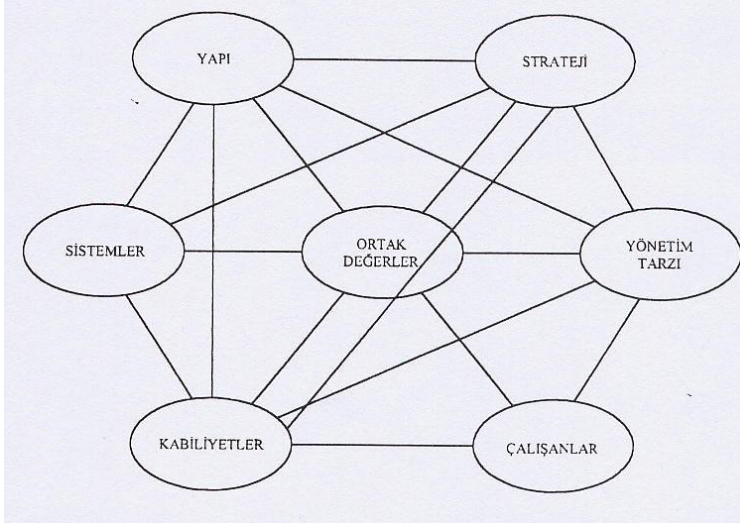 YAPI
STRATEJİ
SİSTEMLER
ORTAK
DEĞERLER
YÖNETİM
TARZI
KABİLİYETLER
ÇALIŞANLAR